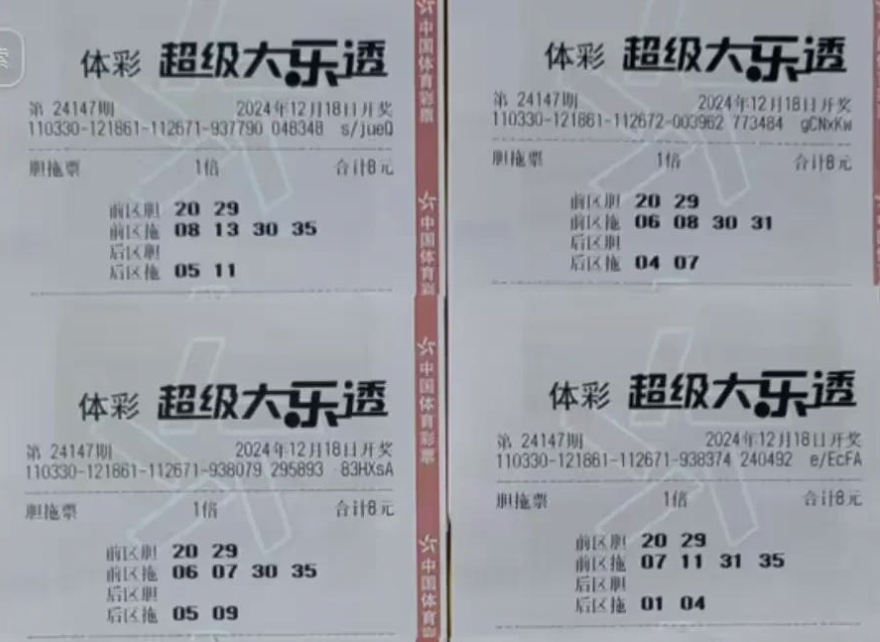 索
体彩 超级大乐透
第 24147期 2024年12月18日开奖
110330-121861-112671-937790 048348 s/jueQ
胆拖票 1倍 合计8元
前区胆 20 29
前区拖 08 13 30 35
后区胆
后区拖 05 11
中国体育彩票
中国体育彩
体彩 超级大乐透
第 24147期 2024年12月18日开奖
110330-121861-112672-003962 773484 gCNxKw
胆拖票 1倍 合计8元
前区胆 20 29
前区拖 06 08 30 31
后区胆
后区拖 04 07
体彩 超级大乐透
第 24147期 2024年12月18日开奖
110330-121861-112671-938079 295893 83HXsA
胆拖票 1倍 合计8元
前区胆 20 29
前区拖 06 07 30 35
后区胆
后区拖 05 09
中国体育彩票
中国体育彩
体彩 超级大乐透
第 24147期 2024年12月18日开奖
110330-121861-112671-938374 240492 e/EcFA
胆拖票 1倍 合计8元
前区胆 20 29
前区拖 07 11 31 35
后区胆
后区拖 01 04